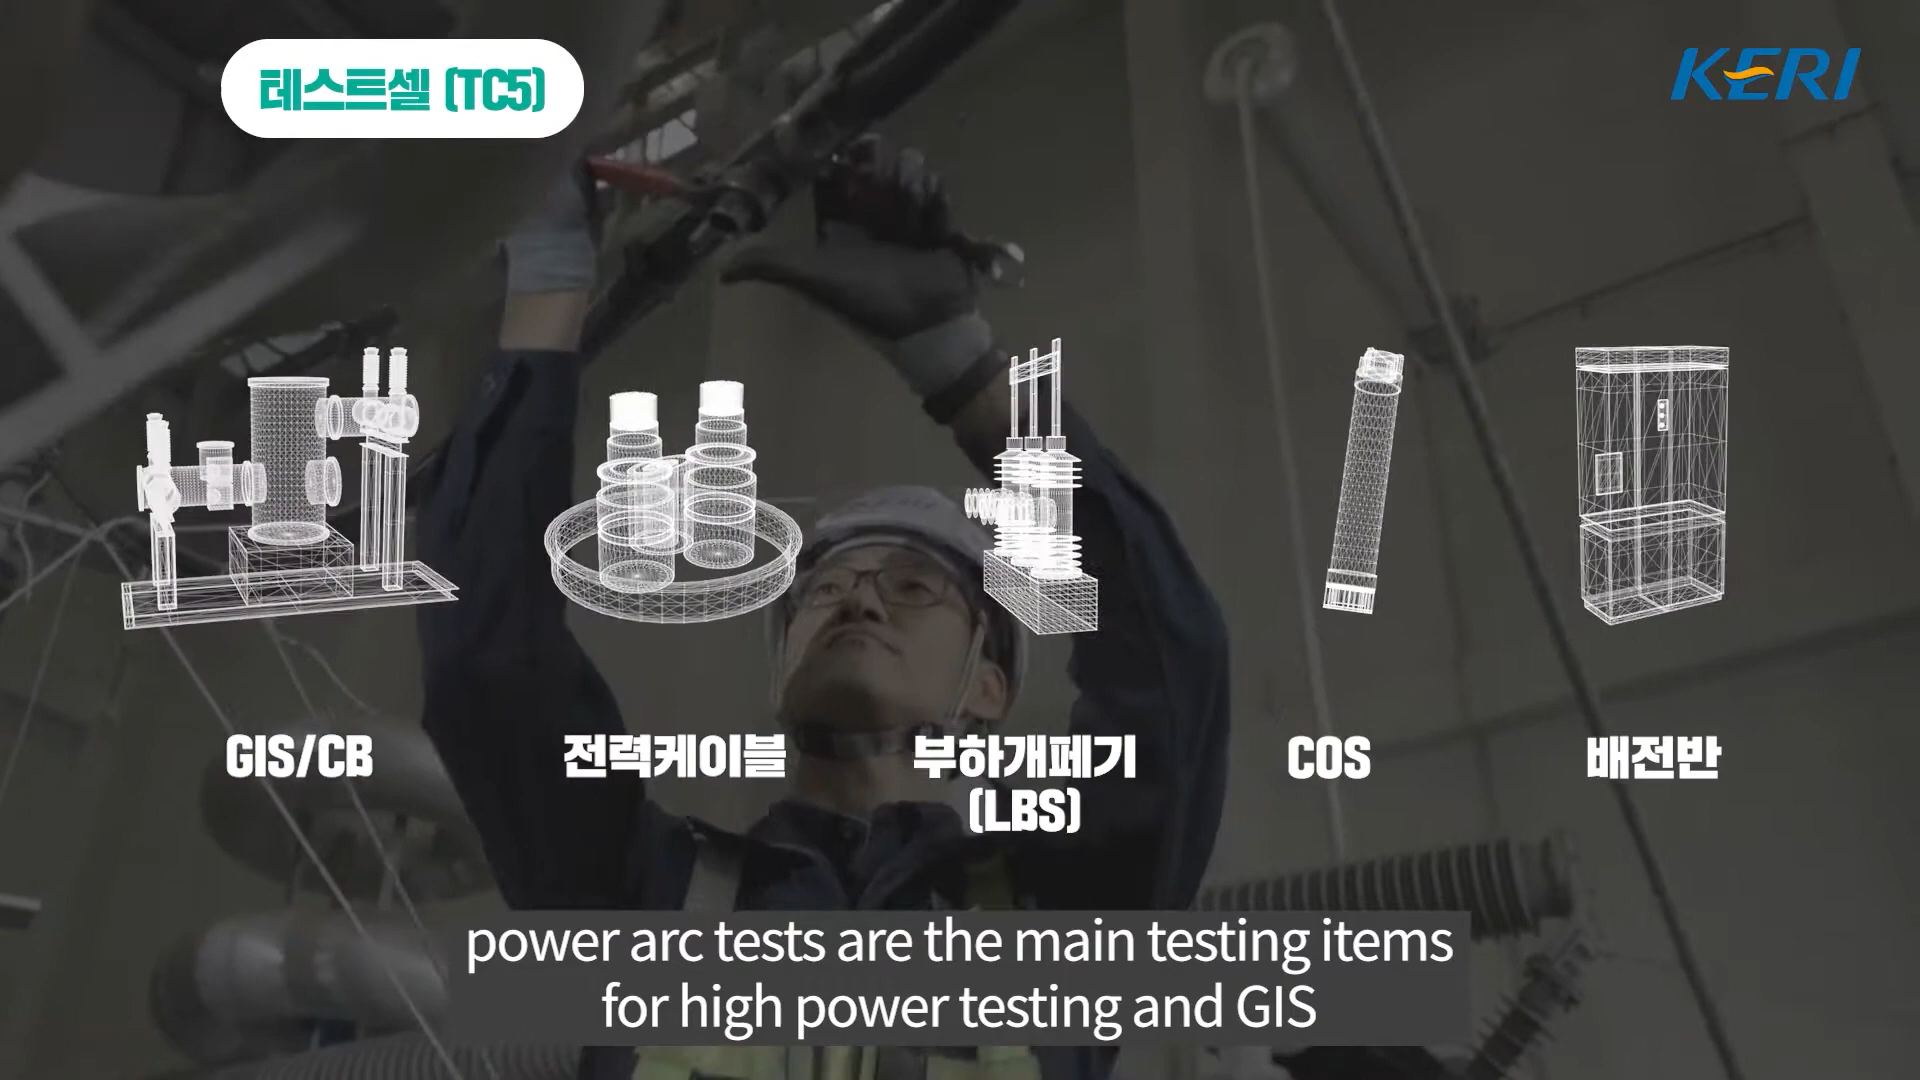 테스트셀 (TC5)
KERI
GIS/CB
전력케이블
부하개폐기
(LBS)
COS
배전반
power arc tests are the main testing items
for high power testing and GIS